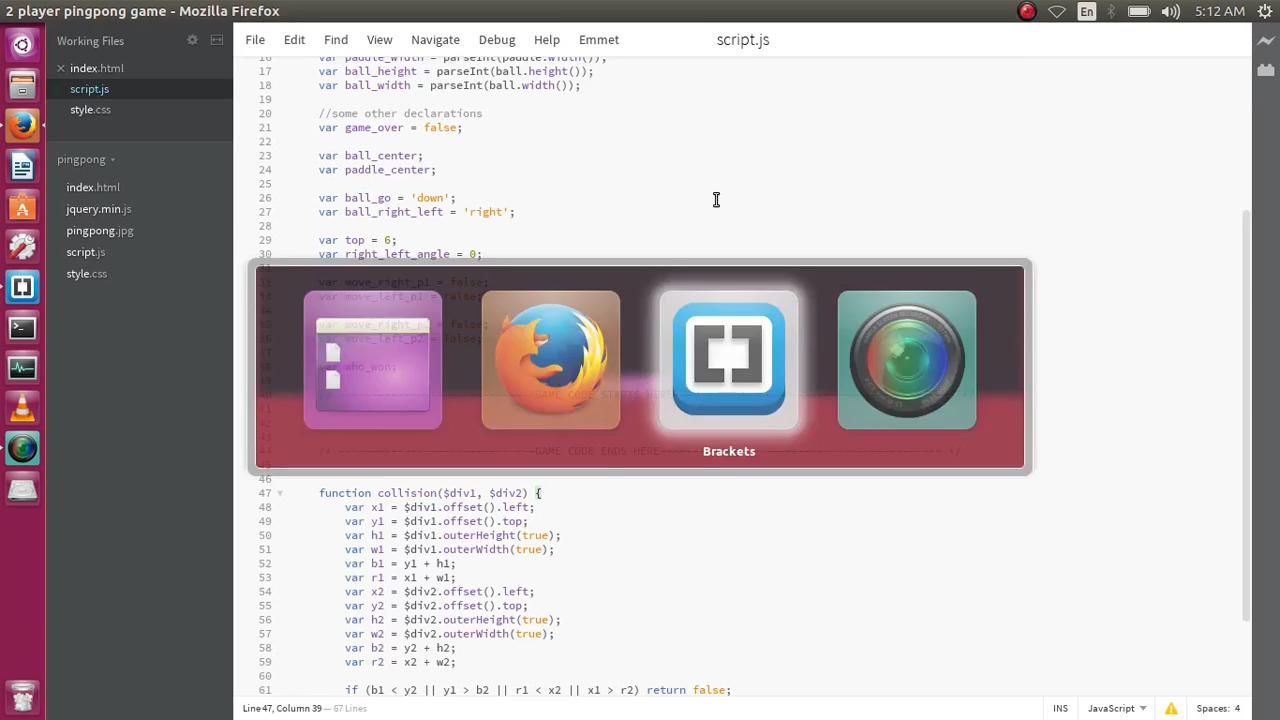 2 player pingpong game - Mozilla Firefox
En
5:12 AM
Working Files
index.html
script.js
style.css
pingpong
index.html
jquery.min.js
pingpong.jpg
script.js
style.css
File Edit Find View Navigate Debug Help Emmet
script.js
16 var paddle_width = parseInt(paddle.width());
17 var ball_height = parseInt(ball.height());
18 var ball_width = parseInt(ball.width());
19
20 //some other declarations
21 var game_over = false;
22
23 var ball_center;
24 var paddle_center;
25
26 var ball_go = 'down';
27 var ball_right_left = 'right';
28
29 var top = 6;
30 var right_left_angle = 0;
var move_right_p1 = false;
var move_left_p1 = false;
var move_right_p2 = false;
var move_left_p2 = false;
var who_won;
GAME CODE STARTS HERE
Brackets
/* ------------------------------GAME CODE ENDS HERE------------------------------ */
46
47 function collision($div1, $div2) {
48 var x1 = $div1.offset().left;
49 var y1 = $div1.offset().top;
50 var h1 = $div1.outerHeight(true);
51 var w1 = $div1.outerWidth(true);
52 var b1 = y1 + h1;
53 var r1 = x1 + w1;
54 var x2 = $div2.offset().left;
55 var y2 = $div2.offset().top;
56 var h2 = $div2.outerHeight(true);
57 var w2 = $div2.outerWidth(true);
58 var b2 = y2 + h2;
59 var r2 = x2 + w2;
60
61 if (b1 < y2 || y1 > b2 || r1 < x2 || x1 > r2) return false;
Line 47, Column 39 — 67 Lines
INS
JavaScript
Spaces: 4